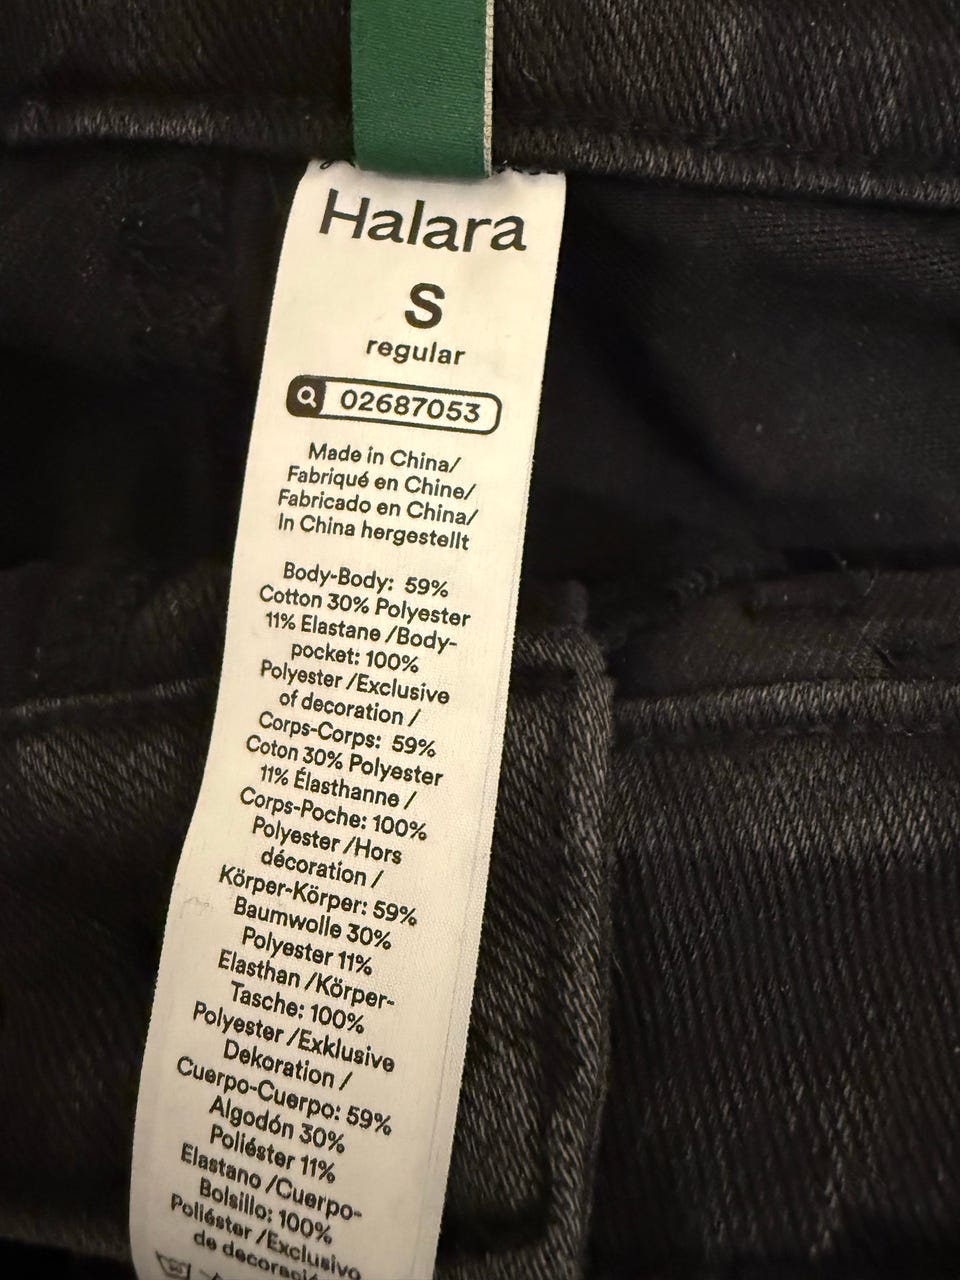 Halara
S
regular
02687053
Made in China/
Fabriqué en Chine/
Fabricado en China/
In China hergestellt
Body-Body: 59%
Cotton 30% Polyester
11% Elastane /Body-
pocket: 100%
Polyester /Exclusive
of decoration /
Corps-Corps: 59%
Coton 30% Polyester
11% Élasthanne /
Corps-Poche: 100%
Polyester /Hors
décoration /
Körper-Körper: 59%
Baumwolle 30%
Polyester 11%
Elasthan /Körper-
Tasche: 100%
Polyester /Exklusive
Dekoration /
Cuerpo-Cuerpo: 59%
Algodón 30%
Poliéster 11%
Elastano /Cuerpo-
Bolsillo: 100%
Poliéster /Exclusivo
de